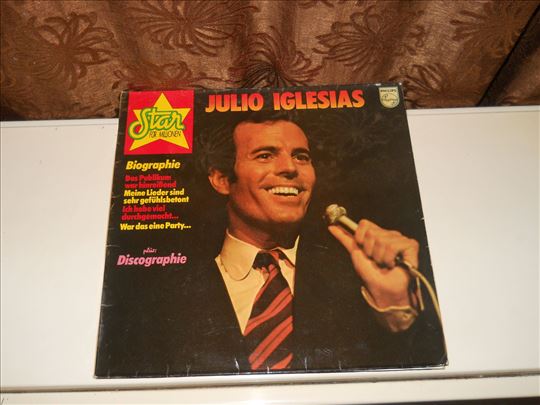 JULIO IGLESIAS
PHILIPS
Star
FÜR MILLIONEN
Biographie
Das Publikum
war hinreißend
Meine Lieder sind
sehr gefühlsbetont
Ich habe viel
durchgemacht...
War das eine Party...
plus:
Discographie